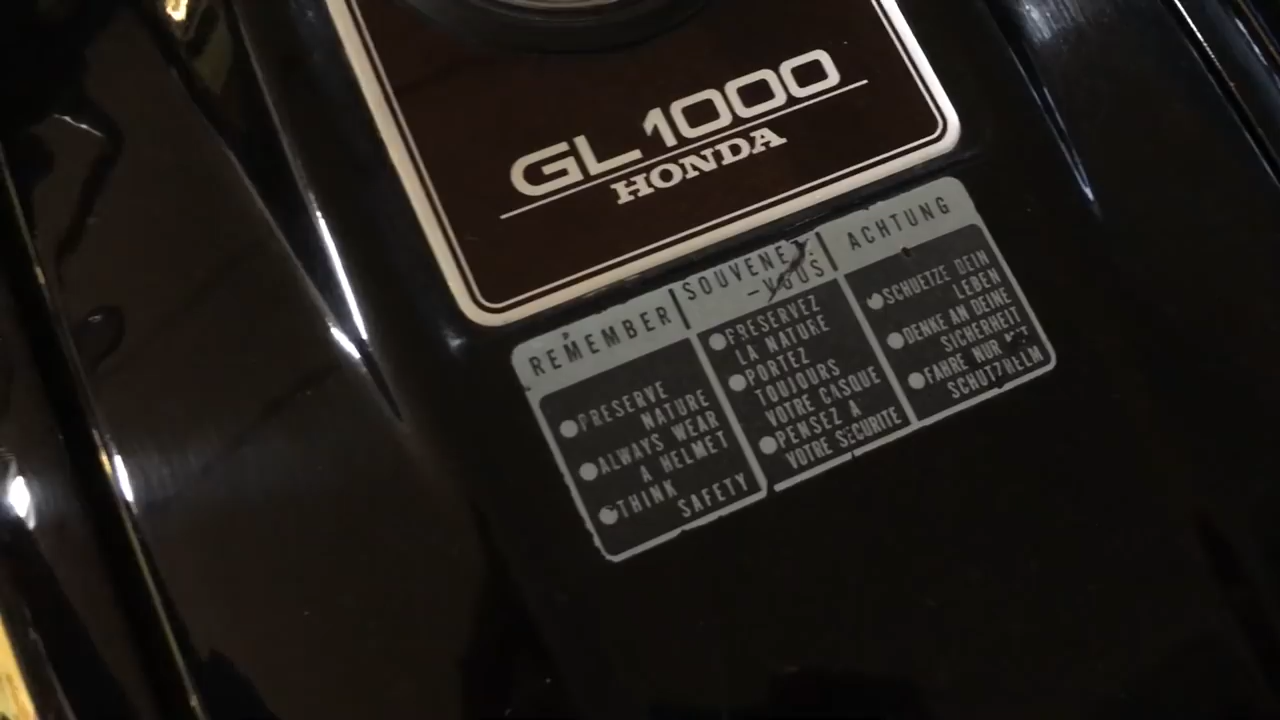 GL1000
HONDA
REMEMBER
PRESERVE
NATURE
ALWAYS WEAR
A HELMET
THINK
SAFETY
SOUVENEZ
-VOUS
PRESERVEZ
LA NATURE
PORTEZ
TOUJOURS
VOTRE CASQUE
PENSEZ A
VOTRE SECURITE
ACHTUNG
SCHUETZE DEIN
LEBEN
DENKE AN DEINE
SICHERHEIT
FAHRE NUR
SCHUTZHELM